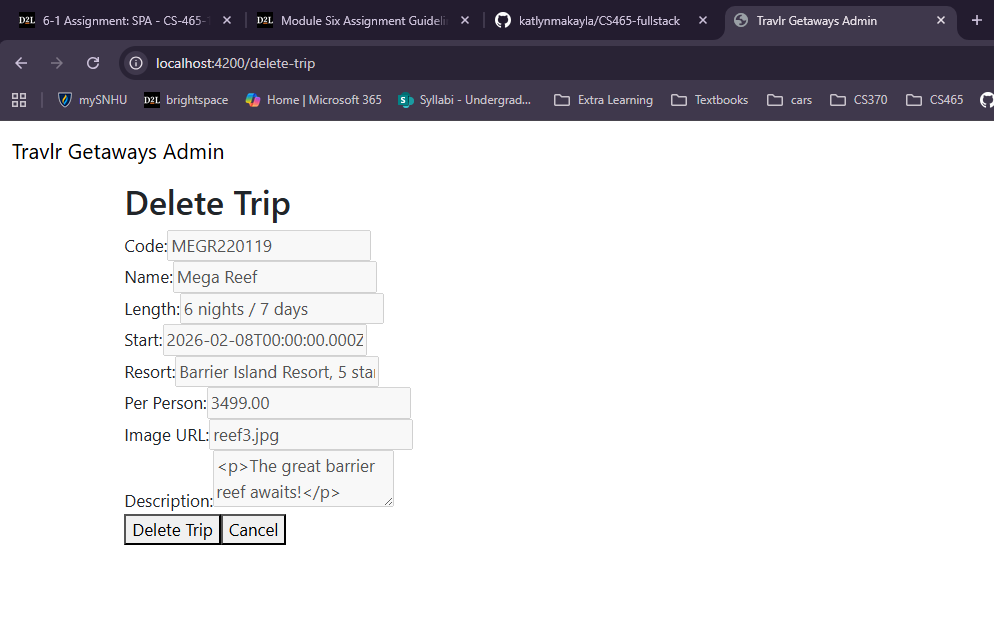 D2L 6-1 Assignment: SPA - CS-465- D2L Module Six Assignment Guideli katlynmakayla/CS465-fullstack Travlr Getaways Admin
localhost:4200/delete-trip
mySNHU D2L brightspace Home | Microsoft 365 S Syllabi - Undergrad... Extra Learning Textbooks cars CS370 CS465
Travlr Getaways Admin
Delete Trip
Code: MEGR220119
Name: Mega Reef
Length: 6 nights / 7 days
Start: 2026-02-08T00:00:00.000Z
Resort: Barrier Island Resort, 5 star
Per Person: 3499.00
Image URL: reef3.jpg
<p>The great barrier
reef awaits!</p>
Description:
Delete Trip Cancel